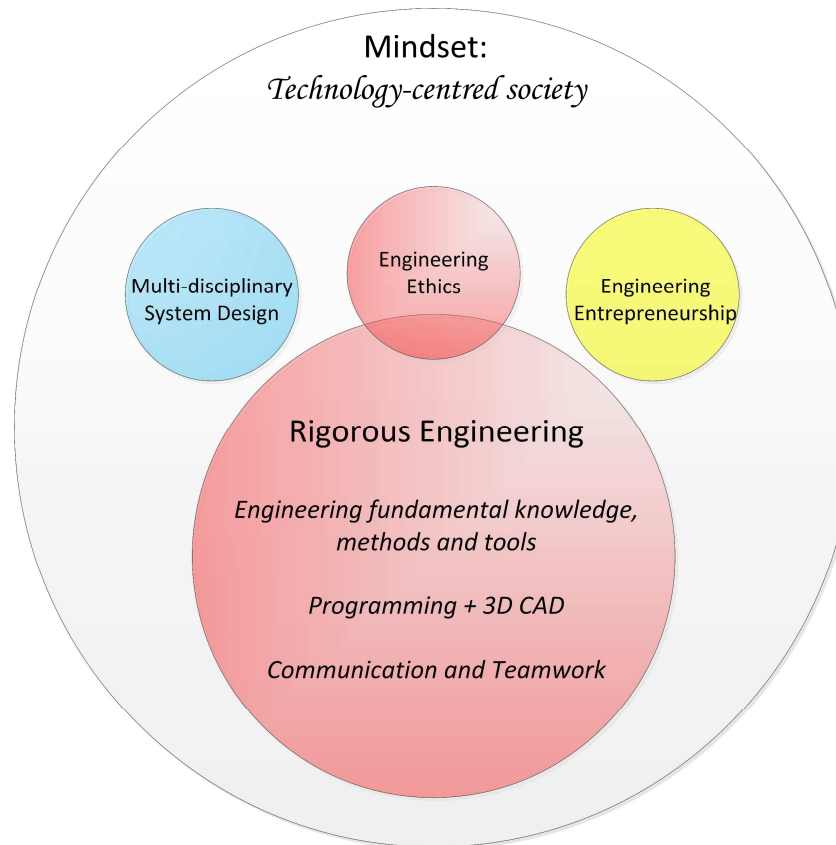 Mindset:
Technology-centred society
Multi-disciplinary
System Design
Engineering
Ethics
Engineering
Entrepreneurship
Rigorous Engineering
Engineering fundamental knowledge,
methods and tools
Programming + 3D CAD
Communication and Teamwork